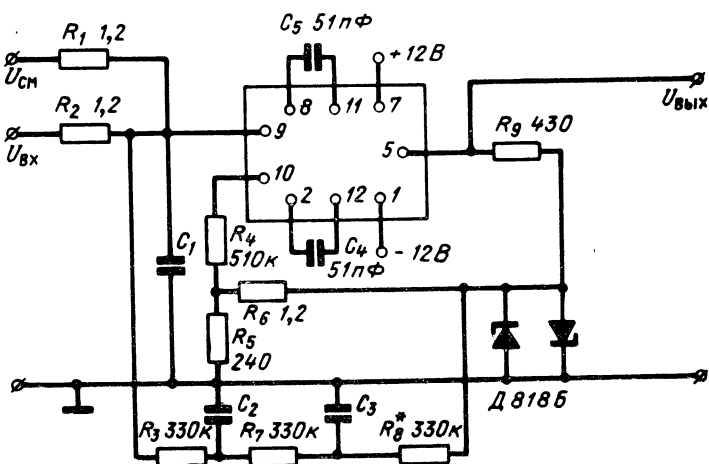 C5 51пФ
R1 1,2
+12В
Uсм
R2 1,2
8 11 7
Uвых
9
R9 430
Uвх
5
10
2 12 1
R4
510к
C1
C4
51пФ
-12В
R6 1,2
R5
240
Д818Б
C2
C3
R3 330к
R7 330к
R8* 330к